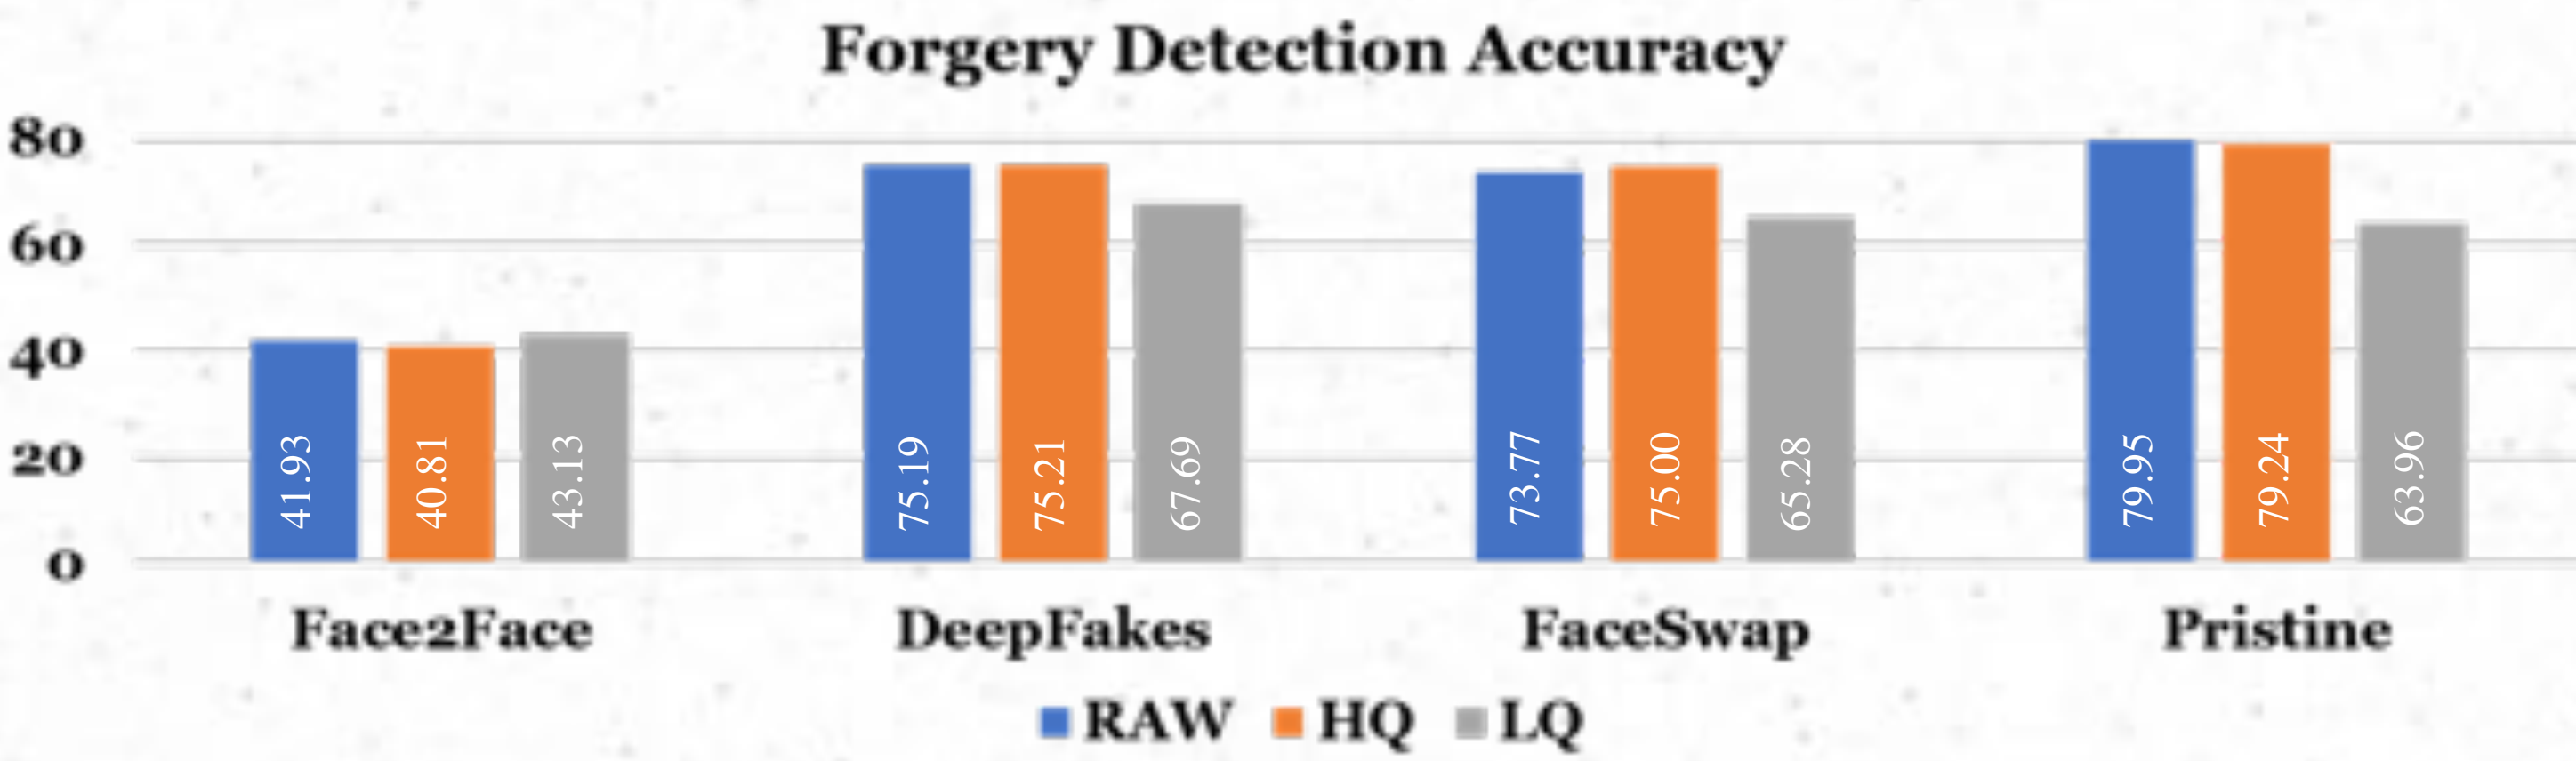 Forgery Detection Accuracy
80
60
40
20
0
41.93 40.81 43.13 75.19 75.21 67.69 73.77 75.00 65.28 79.95 79.24 63.96
Face2Face DeepFakes FaceSwap Pristine
RAW HQ LQ